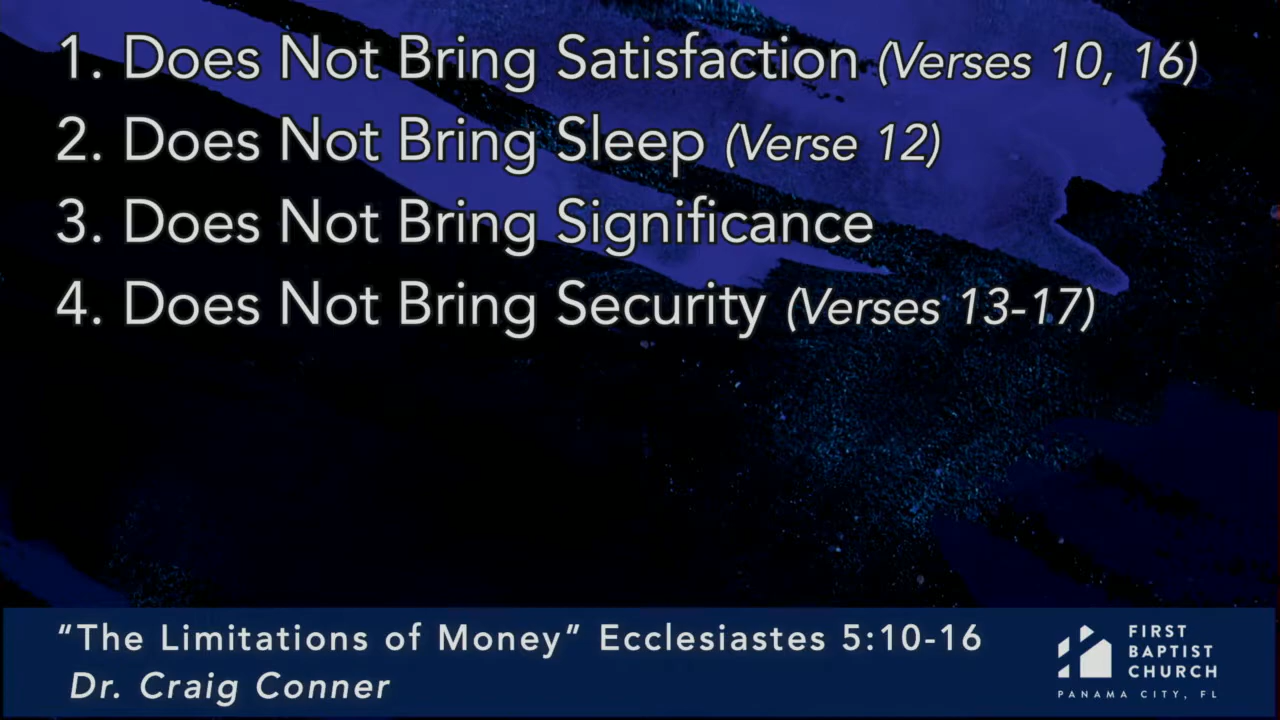 1. Does Not Bring Satisfaction (Verses 10, 16)
2. Does Not Bring Sleep (Verse 12)
3. Does Not Bring Significance
4. Does Not Bring Security (Verses 13-17)
“The Limitations of Money” Ecclesiastes 5:10-16
Dr. Craig Conner
FIRST
BAPTIST
CHURCH
PANAMA CITY, FL